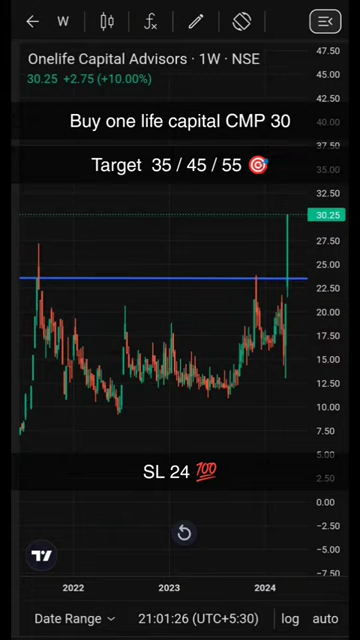 W
Onelife Capital Advisors · 1W · NSE
30.25 +2.75 (+10.00%)
Buy one life capital CMP 30
Target 35 / 45 / 55 🎯
47.50
45.00
42.50
40.00
37.50
35.00
32.50
30.25
27.50
25.00
22.50
20.00
17.50
15.00
12.50
10.00
7.50
5.00
2.50
0.00
−2.50
−5.00
−7.50
SL 24 💯
2022 2023 2024
Date Range 21:01:26 (UTC+5:30) log auto